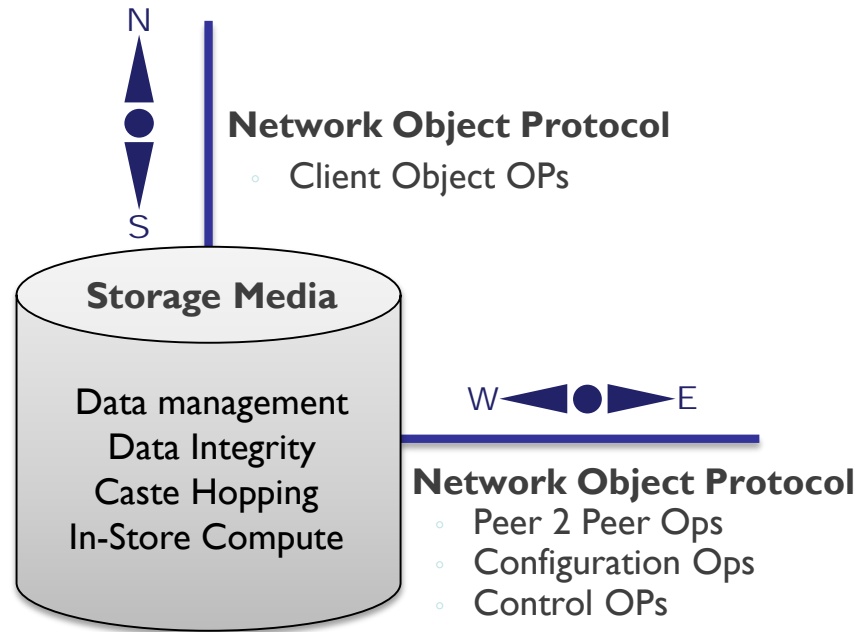 N
Network Object Protocol
◦ Client Object OPs
S
Storage Media
Data management
Data Integrity
Caste Hopping
In-Store Compute
W E
Network Object Protocol
◦ Peer 2 Peer Ops
◦ Configuration Ops
◦ Control OPs